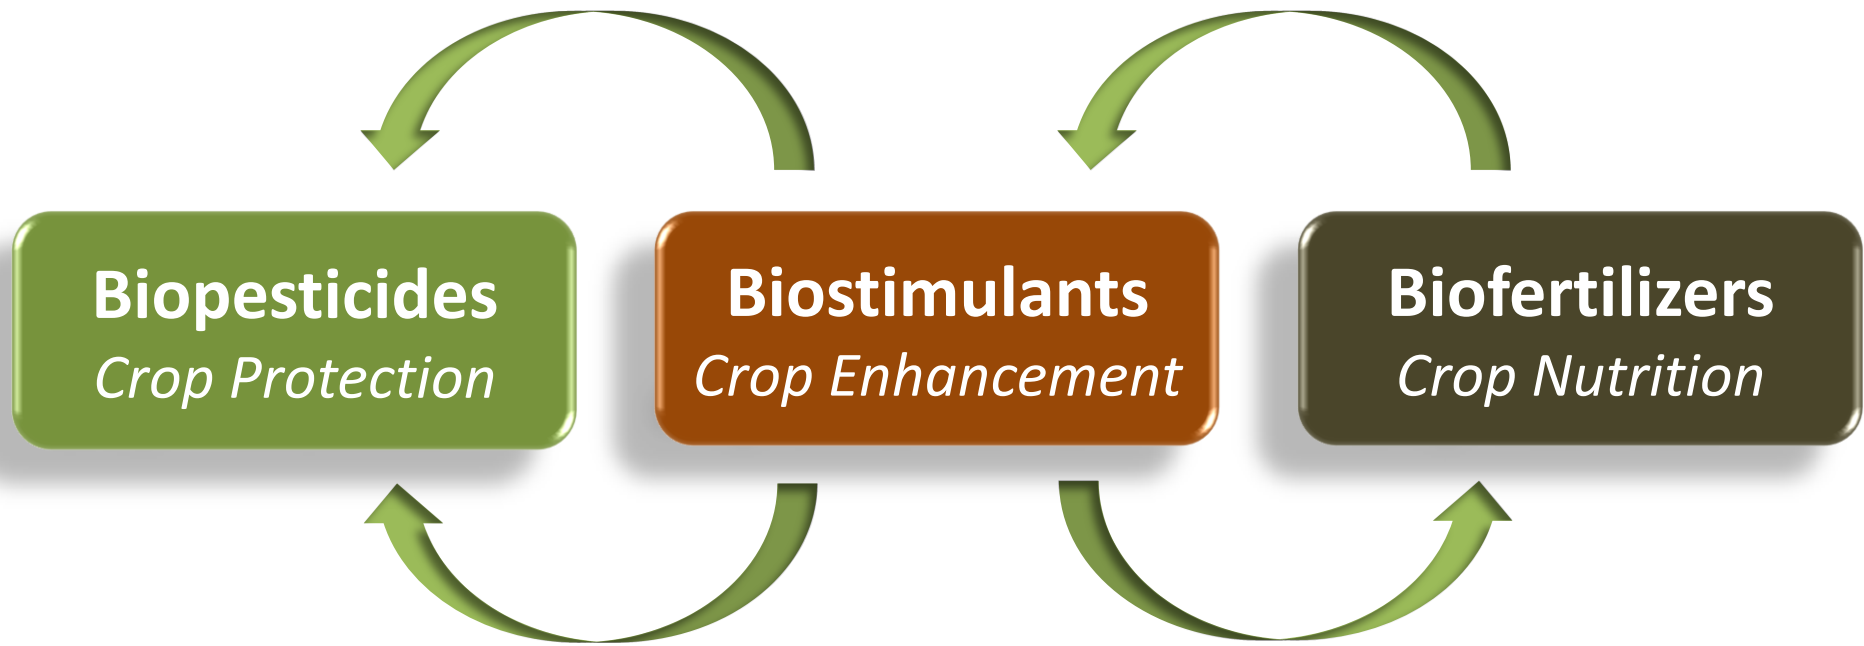 Biopesticides
Crop Protection
Biostimulants
Crop Enhancement
Biofertilizers
Crop Nutrition